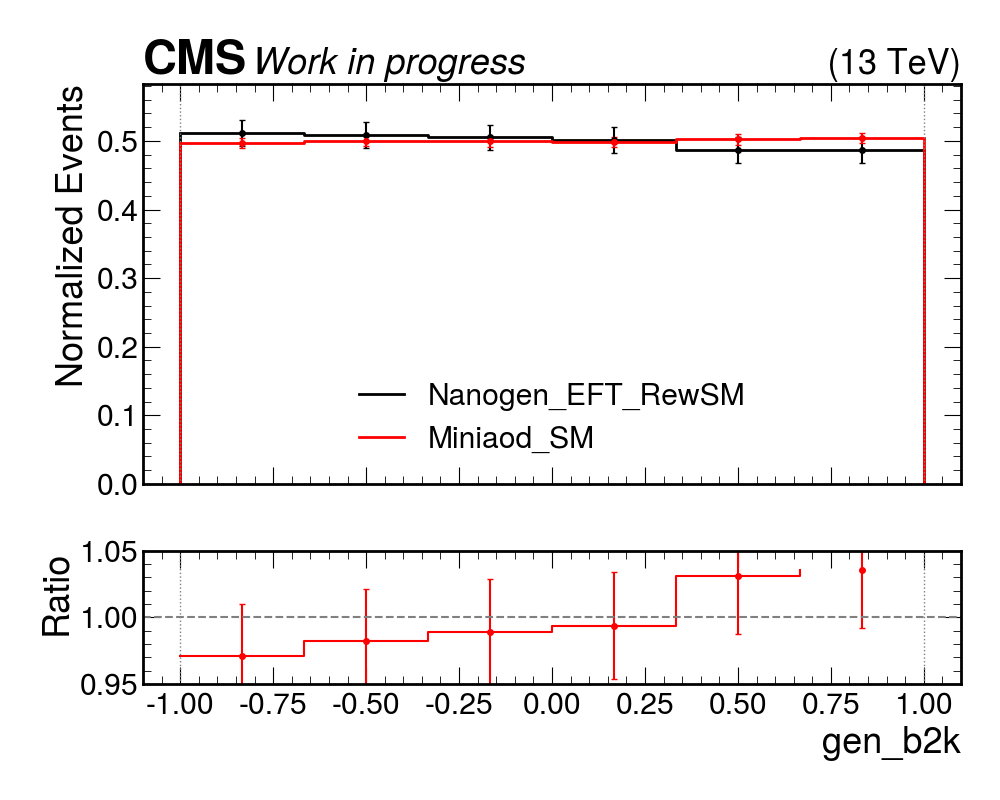 CMS Work in progress (13 TeV)
Normalized Events
0.5
0.4
0.3
0.2
0.1
0.0
Nanogen_EFT_RewSM
Miniaod_SM
Ratio
1.05
1.00
0.95
-1.00 -0.75 -0.50 -0.25 0.00 0.25 0.50 0.75 1.00
gen_b2k